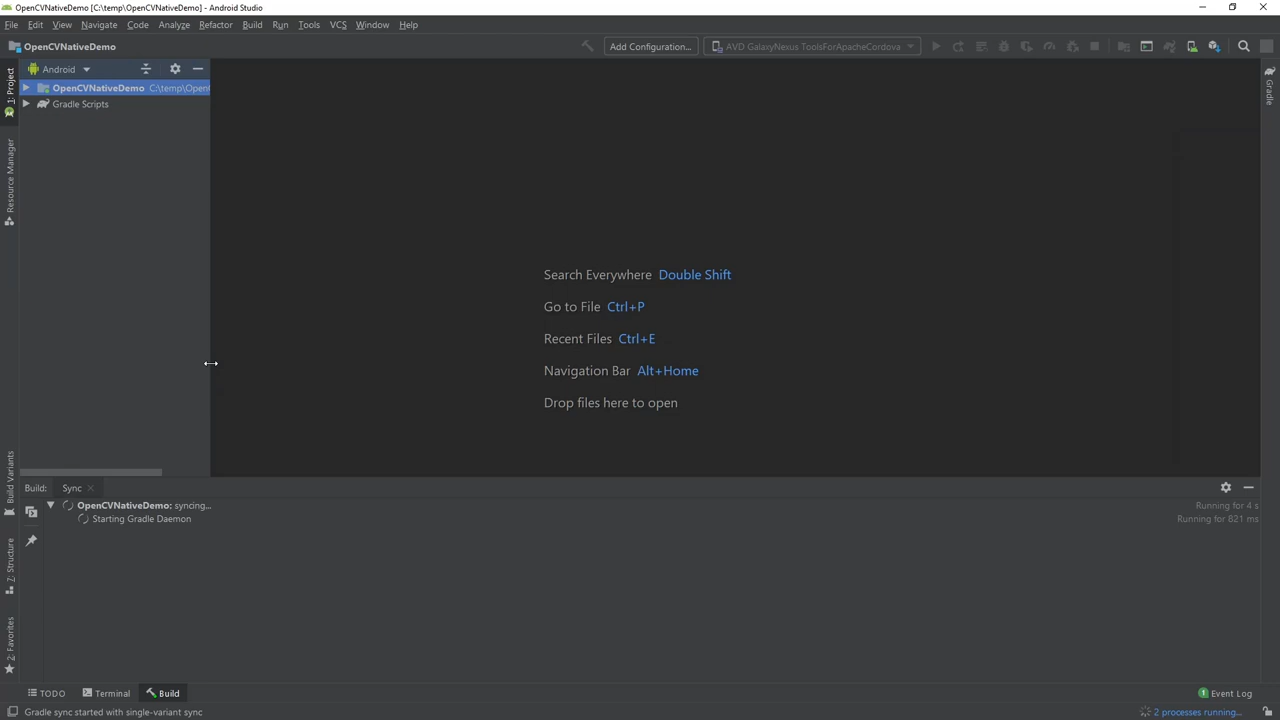 OpenCVNativeDemo [C:\temp\OpenCVNativeDemo] - Android Studio
File Edit View Navigate Code Analyze Refactor Build Run Tools VCS Window Help
OpenCVNativeDemo
Add Configuration...
AVD GalaxyNexus ToolsForApacheCordova
1: Project
Android
OpenCVNativeDemo C:\temp\Open
Gradle Scripts
Gradle
Resource Manager
Search Everywhere Double Shift
Go to File Ctrl+P
Recent Files Ctrl+E
Navigation Bar Alt+Home
Drop files here to open
Build Variants
7: Structure
2: Favorites
Build: Sync
OpenCVNativeDemo: syncing...
Running for 4 s
Starting Gradle Daemon
Running for 821 ms
TODO Terminal Build
1 Event Log
Gradle sync started with single-variant sync
2 processes running...